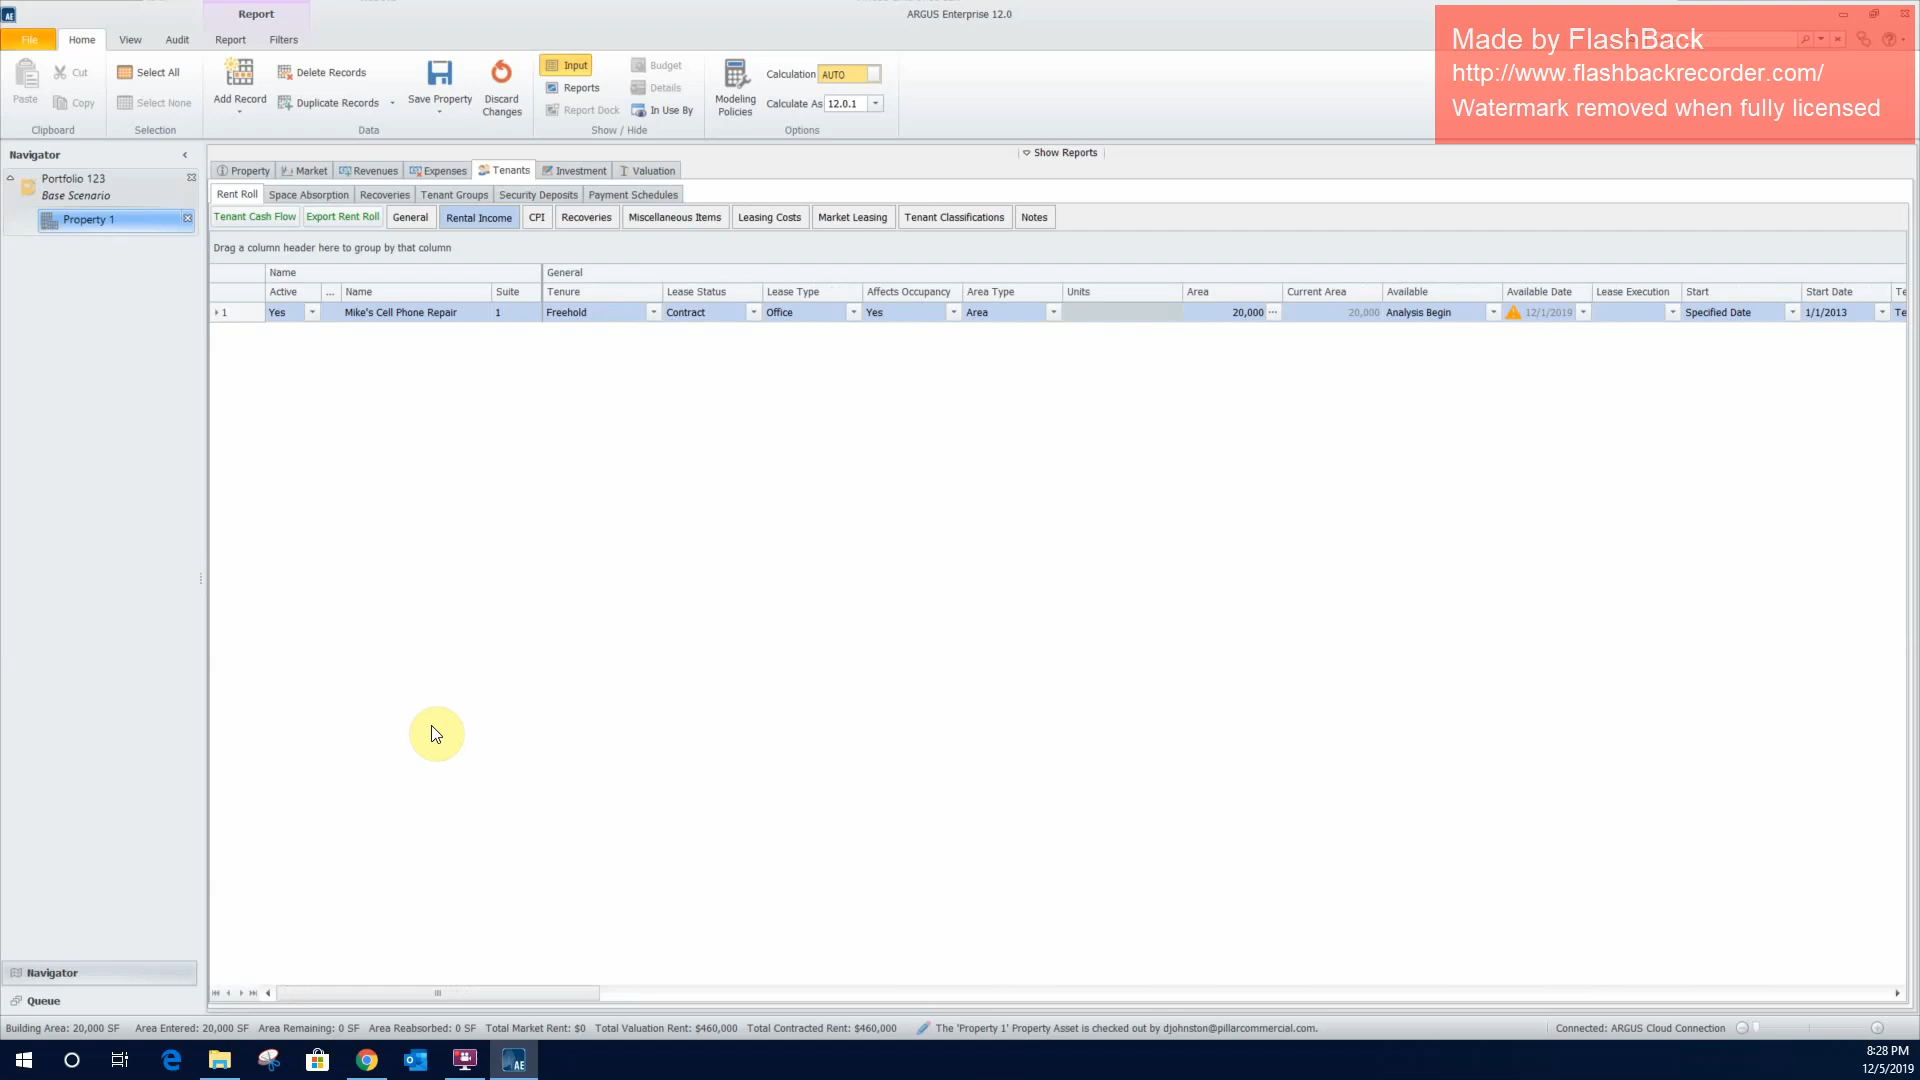 Report
ARGUS Enterprise 12.0
File
Home
View
Audit
Report
Filters
Paste
Cut
Copy
Clipboard
Select All
Select None
Selection
Add Record
Delete Records
Duplicate Records
Save Property
Discard
Changes
Data
Input
Reports
Report Dock
Budget
Details
In Use By
Show / Hide
Modeling
Policies
Calculation AUTO
Calculate As 12.0.1
Options
Made by FlashBack
http://www.flashbackrecorder.com/
Watermark removed when fully licensed
Navigator
Portfolio 123
Base Scenario
Property 1
Show Reports
Property
Market
Revenues
Expenses
Tenants
Investment
Valuation
Rent Roll
Space Absorption
Recoveries
Tenant Groups
Security Deposits
Payment Schedules
Tenant Cash Flow
Export Rent Roll
General
Rental Income
CPI
Recoveries
Miscellaneous Items
Leasing Costs
Market Leasing
Tenant Classifications
Notes
Drag a column header here to group by that column
Name
General
Active ... Name Suite Tenure Lease Status Lease Type Affects Occupancy Area Type Units Area Current Area Available Available Date Lease Execution Start Start Date Te
1 Yes Mike's Cell Phone Repair 1 Freehold Contract Office Yes Area 20,000 ... 20,000 Analysis Begin 12/1/2019 Specified Date 1/1/2013 Te
Navigator
Queue
Building Area: 20,000 SF Area Entered: 20,000 SF Area Remaining: 0 SF Area Reabsorbed: 0 SF Total Market Rent: $0 Total Valuation Rent: $460,000 Total Contracted Rent: $460,000 The 'Property 1' Property Asset is checked out by djohnston@pillarcommercial.com. Connected: ARGUS Cloud Connection
AE
8:28 PM
12/5/2019